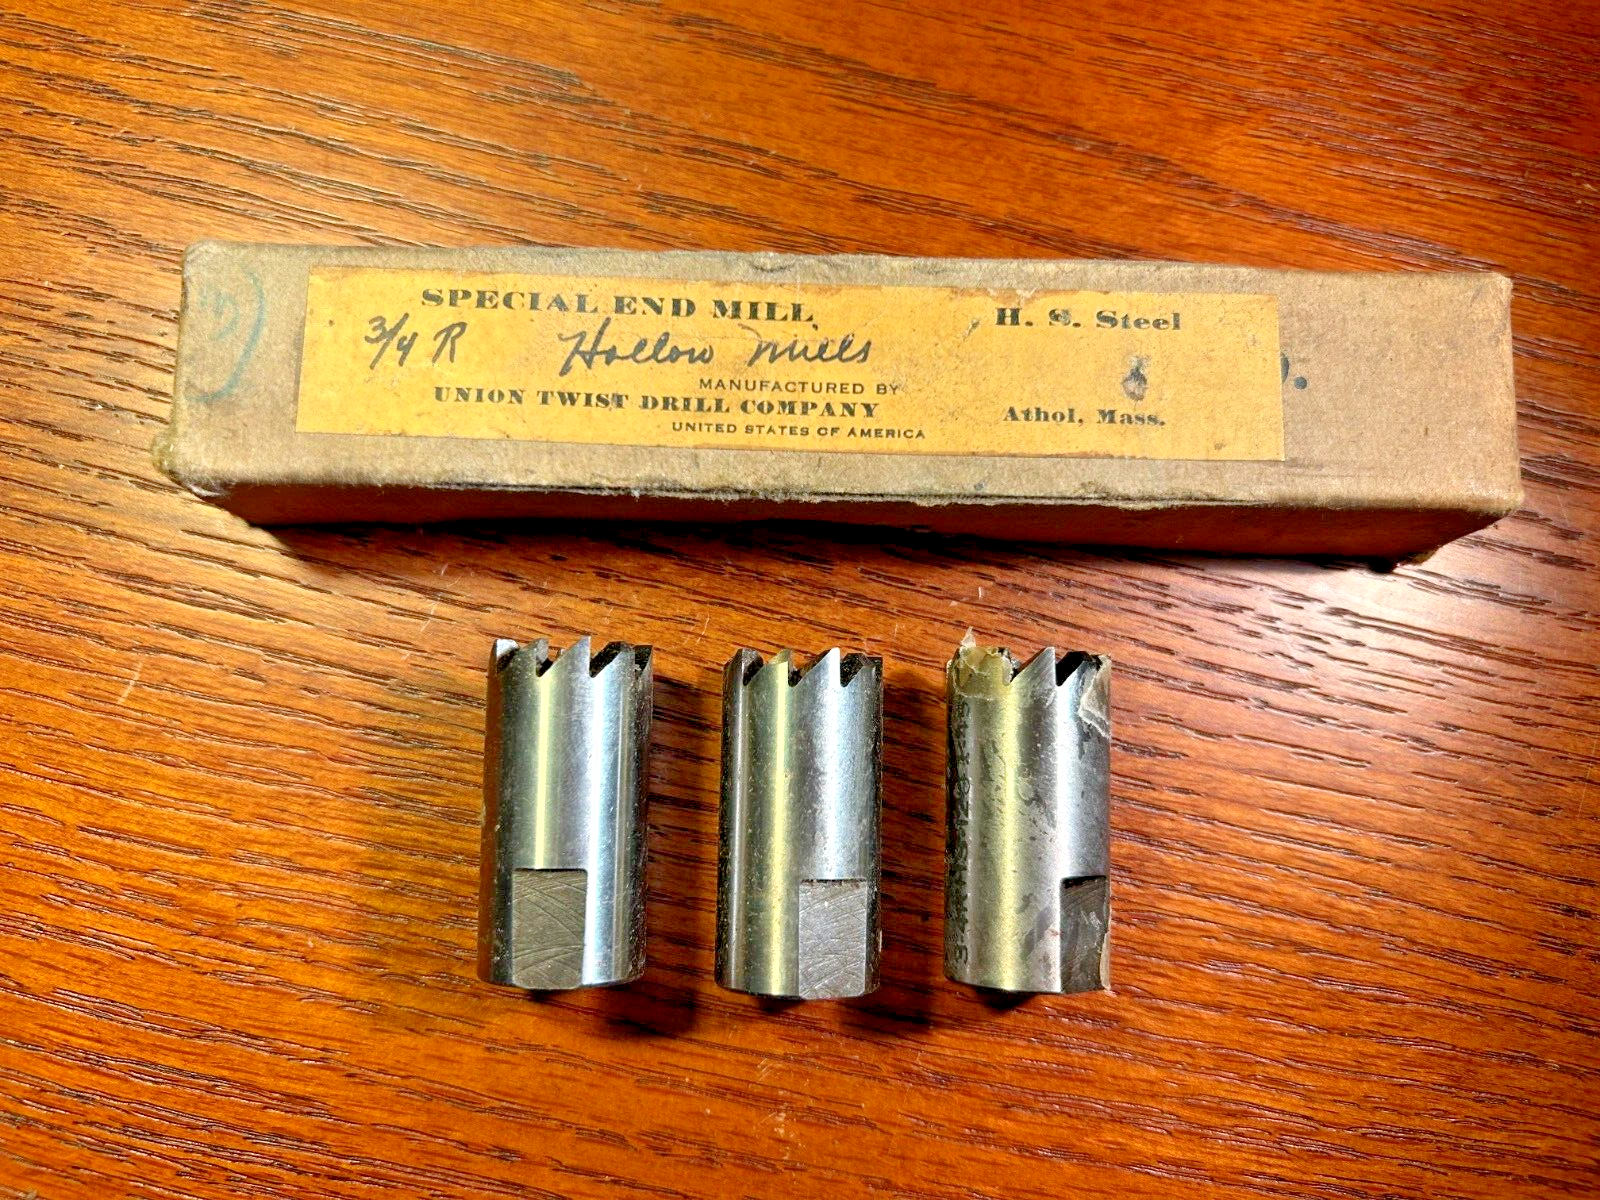 SPECIAL END MILL
H. S. Steel
3/4 R Hollow Mills
MANUFACTURED BY
UNION TWIST DRILL COMPANY
Athol, Mass.
UNITED STATES OF AMERICA